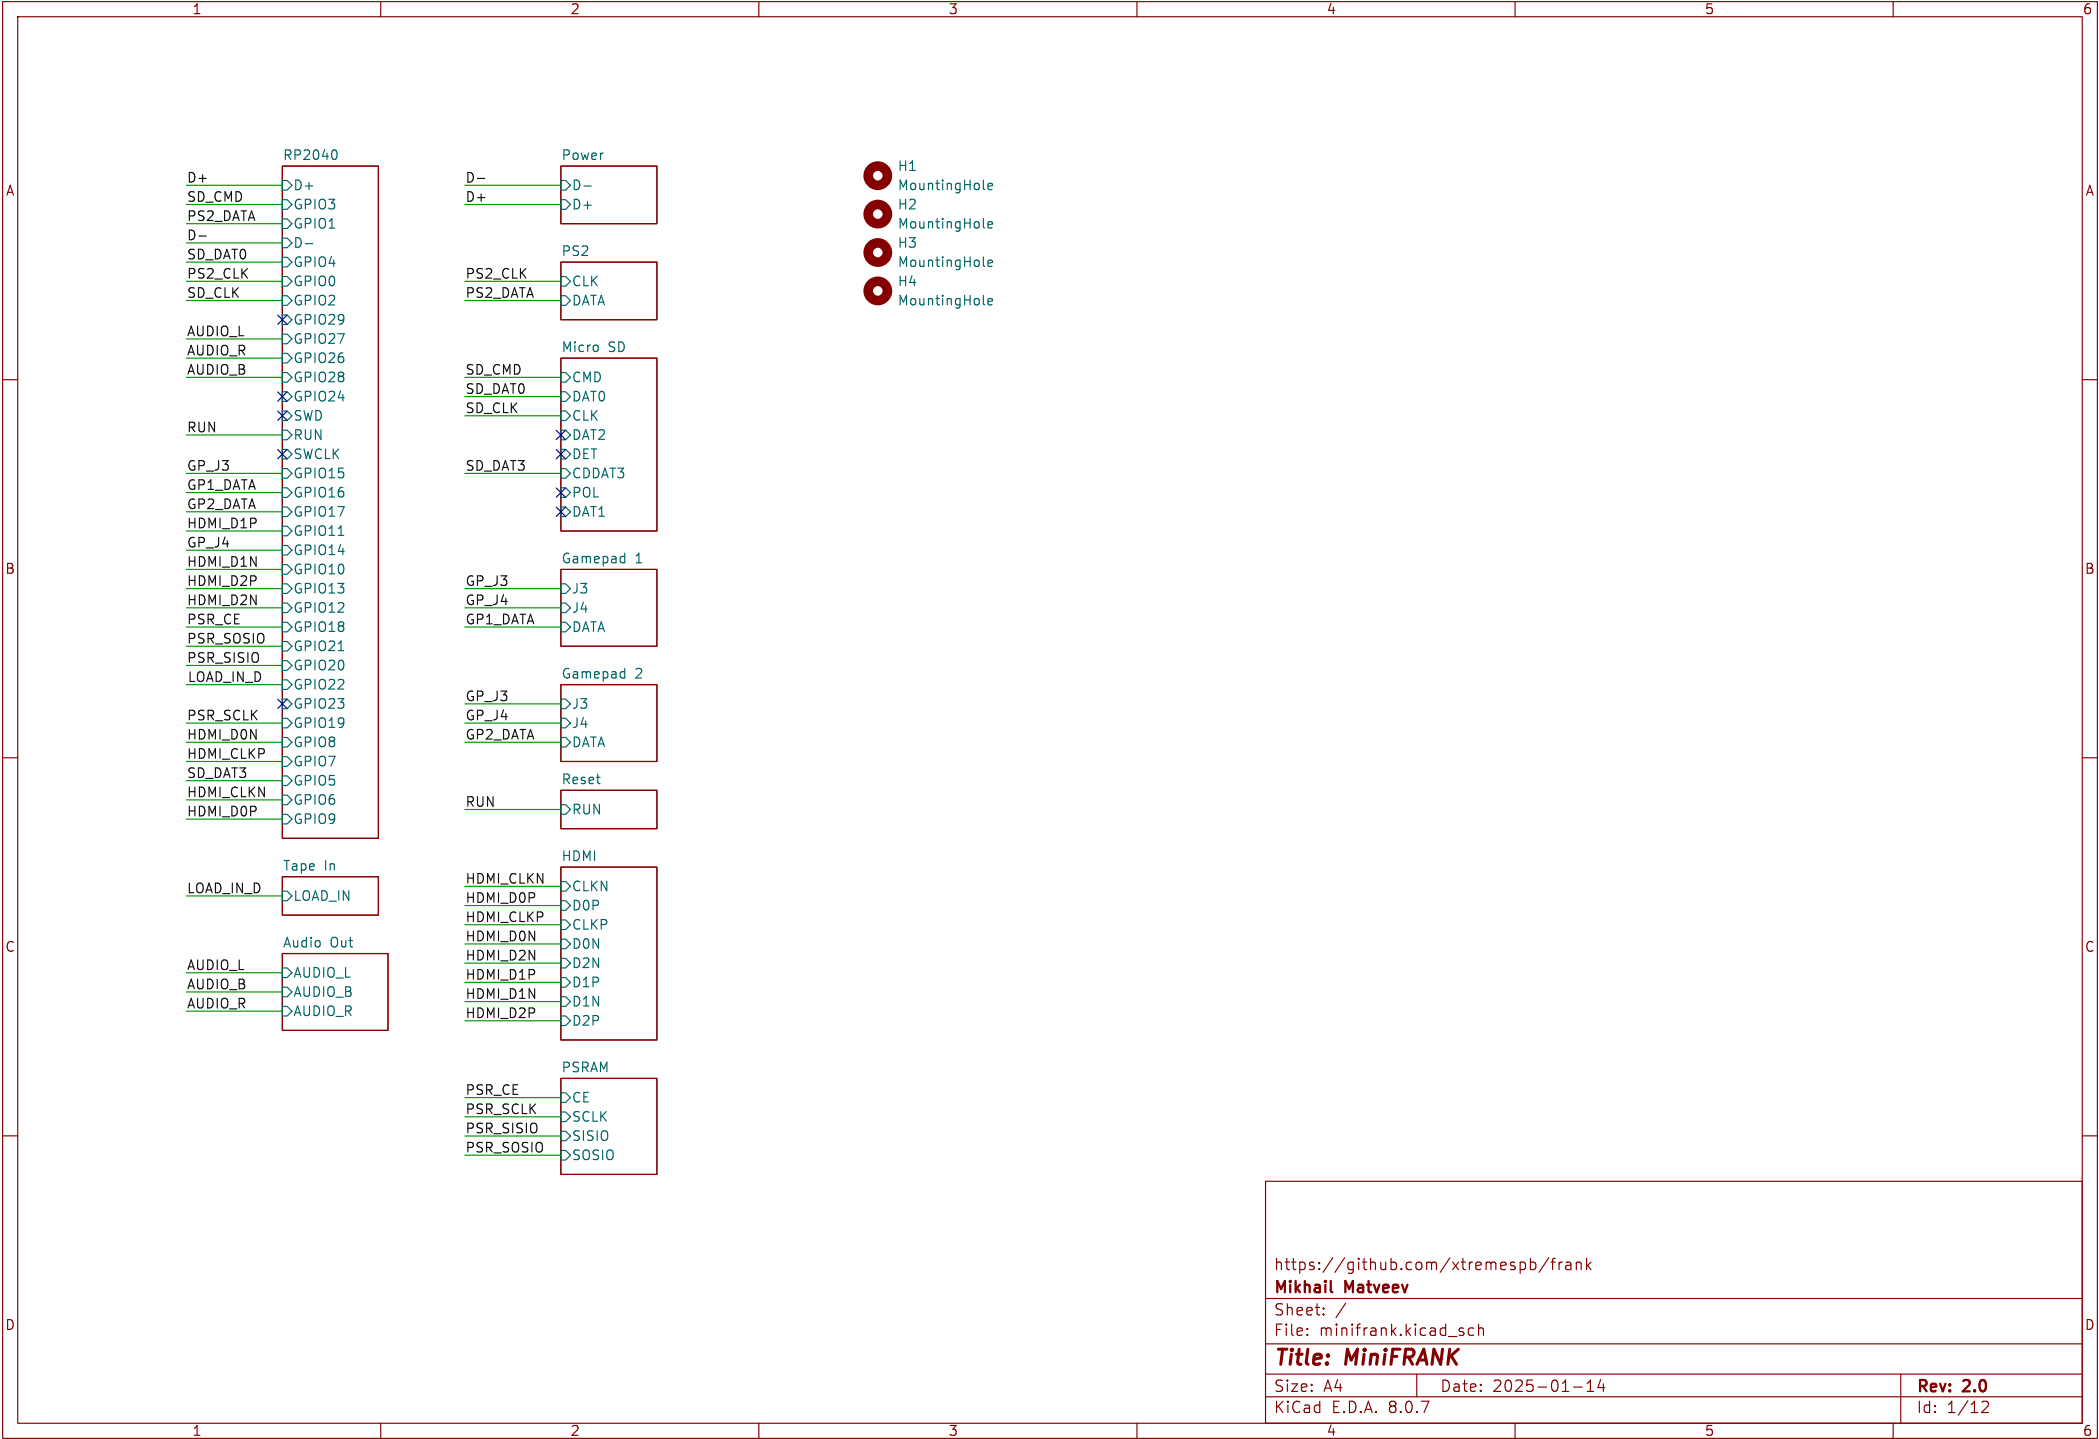 1 2 3 4 5 6
A
B
C
D
RP2040
D+ D+
SD_CMD GPIO3
PS2_DATA GPIO1
D- D-
SD_DAT0 GPIO4
PS2_CLK GPIO0
SD_CLK GPIO2
GPIO29
AUDIO_L GPIO27
AUDIO_R GPIO26
AUDIO_B GPIO28
GPIO24
SWD
RUN RUN
SWCLK
GP_J3 GPIO15
GP1_DATA GPIO16
GP2_DATA GPIO17
HDMI_D1P GPIO11
GP_J4 GPIO14
HDMI_D1N GPIO10
HDMI_D2P GPIO13
HDMI_D2N GPIO12
PSR_CE GPIO18
PSR_SOSIO GPIO21
PSR_SISIO GPIO20
LOAD_IN_D GPIO22
GPIO23
PSR_SCLK GPIO19
HDMI_D0N GPIO8
HDMI_CLKP GPIO7
SD_DAT3 GPIO5
HDMI_CLKN GPIO6
HDMI_D0P GPIO9
Tape In
LOAD_IN_D LOAD_IN
Audio Out
AUDIO_L AUDIO_L
AUDIO_B AUDIO_B
AUDIO_R AUDIO_R
Power
D- D-
D+ D+
PS2
PS2_CLK CLK
PS2_DATA DATA
Micro SD
SD_CMD CMD
SD_DAT0 DAT0
SD_CLK CLK
DAT2
DET
SD_DAT3 CDDAT3
POL
DAT1
Gamepad 1
GP_J3 J3
GP_J4 J4
GP1_DATA DATA
Gamepad 2
GP_J3 J3
GP_J4 J4
GP2_DATA DATA
Reset
RUN RUN
HDMI
HDMI_CLKN CLKN
HDMI_D0P D0P
HDMI_CLKP CLKP
HDMI_D0N D0N
HDMI_D2N D2N
HDMI_D1P D1P
HDMI_D1N D1N
HDMI_D2P D2P
PSRAM
PSR_CE CE
PSR_SCLK SCLK
PSR_SISIO SISIO
PSR_SOSIO SOSIO
H1
MountingHole
H2
MountingHole
H3
MountingHole
H4
MountingHole
A
B
C
D
https://github.com/xtremespb/frank
Mikhail Matveev
Sheet: /
File: minifrank.kicad_sch
Title: MiniFRANK
Size: A4 Date: 2025-01-14 Rev: 2.0
KiCad E.D.A. 8.0.7 Id: 1/12
1 2 3 4 5 6